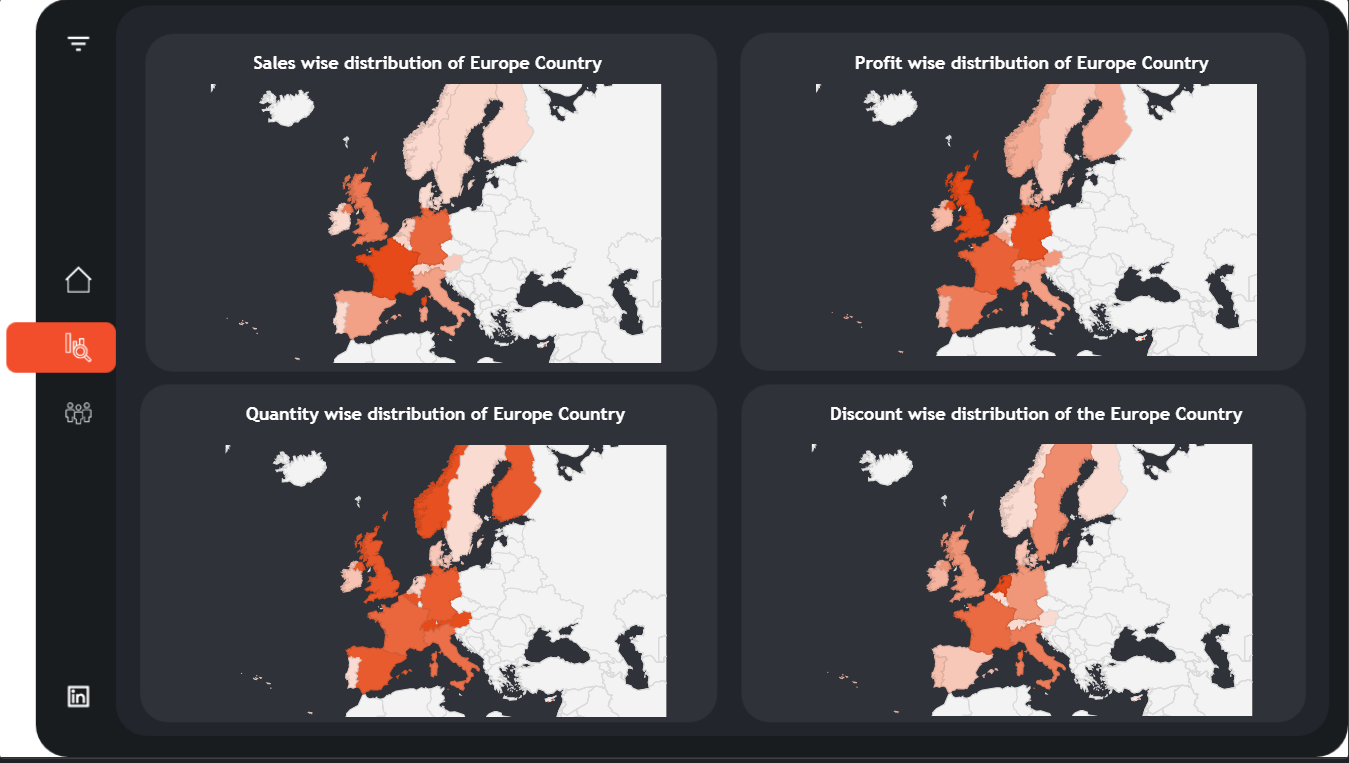 Sales wise distribution of Europe Country
Profit wise distribution of Europe Country
Quantity wise distribution of Europe Country
Discount wise distribution of the Europe Country
in